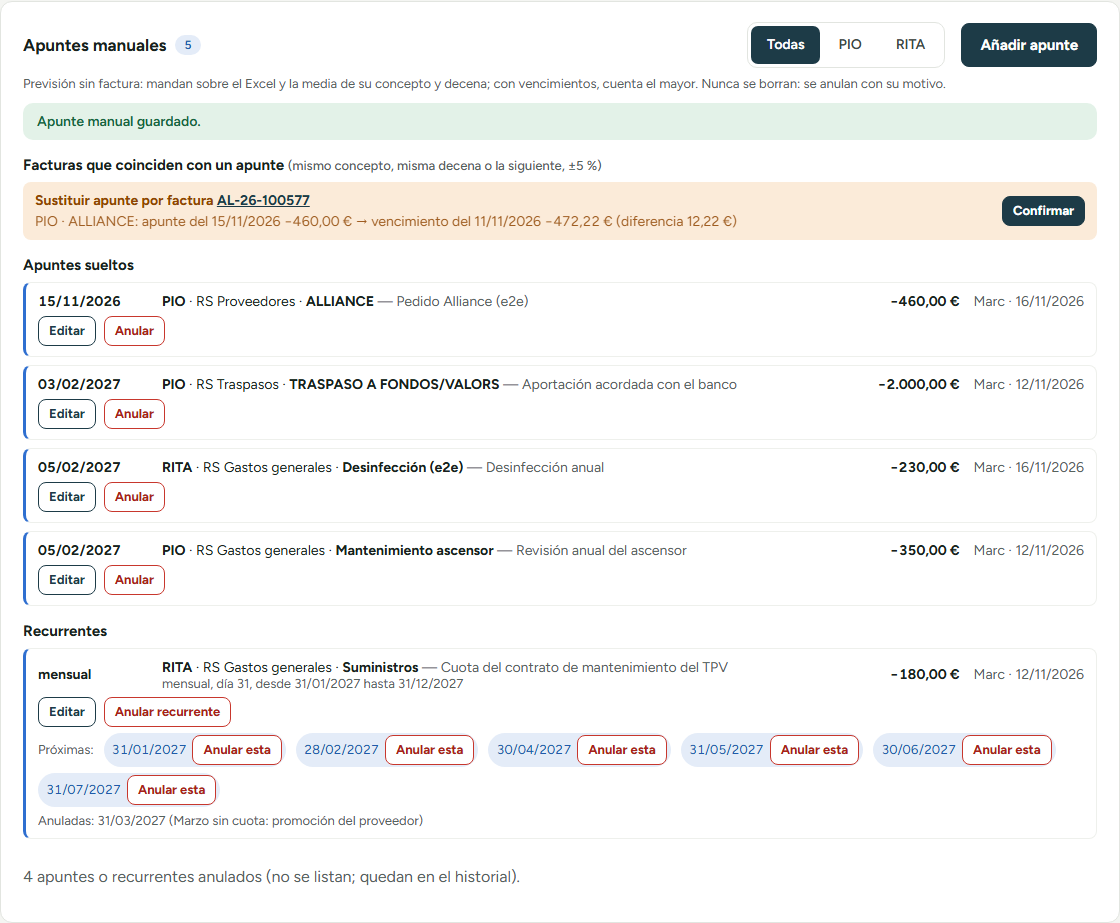 Apuntes manuales 5 Todas PIO RITA Añadir apunte
Previsión sin factura: mandan sobre el Excel y la media de su concepto y decena; con vencimientos, cuenta el mayor. Nunca se borran: se anulan con su motivo.
Apunte manual guardado.
Facturas que coinciden con un apunte (mismo concepto, misma decena o la siguiente, ±5 %)
Sustituir apunte por factura AL-26-100577
PIO · ALLIANCE: apunte del 15/11/2026 −460,00 € → vencimiento del 11/11/2026 −472,22 € (diferencia 12,22 €)
Confirmar
Apuntes sueltos
15/11/2026 PIO · RS Proveedores · ALLIANCE — Pedido Alliance (e2e) −460,00 € Marc · 16/11/2026
Editar Anular
03/02/2027 PIO · RS Traspasos · TRASPASO A FONDOS/VALORS — Aportación acordada con el banco −2.000,00 € Marc · 12/11/2026
Editar Anular
05/02/2027 RITA · RS Gastos generales · Desinfección (e2e) — Desinfección anual −230,00 € Marc · 16/11/2026
Editar Anular
05/02/2027 PIO · RS Gastos generales · Mantenimiento ascensor — Revisión anual del ascensor −350,00 € Marc · 12/11/2026
Editar Anular
Recurrentes
mensual RITA · RS Gastos generales · Suministros — Cuota del contrato de mantenimiento del TPV −180,00 € Marc · 12/11/2026
mensual, día 31, desde 31/01/2027 hasta 31/12/2027
Editar Anular recurrente
Próximas: 31/01/2027 Anular esta 28/02/2027 Anular esta 30/04/2027 Anular esta 31/05/2027 Anular esta 30/06/2027 Anular esta
31/07/2027 Anular esta
Anuladas: 31/03/2027 (Marzo sin cuota: promoción del proveedor)
4 apuntes o recurrentes anulados (no se listan; quedan en el historial).